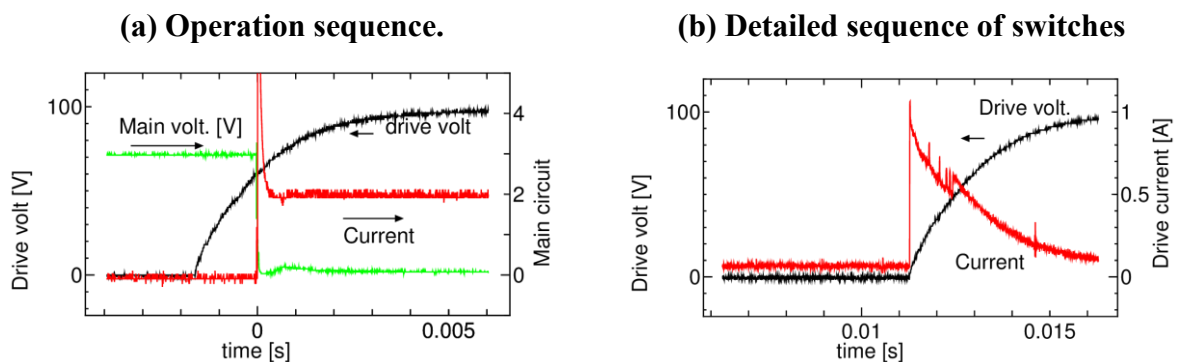 (a) Operation sequence.
(b) Detailed sequence of switches
100
0
Drive volt [V]
Main volt. [V]
drive volt
Current
4
2
0
Main circuit
0
0.005
time [s]
100
0
Drive volt [V]
Drive volt.
Current
1
0.5
0
Drive current [A]
0.01
0.015
time [s]